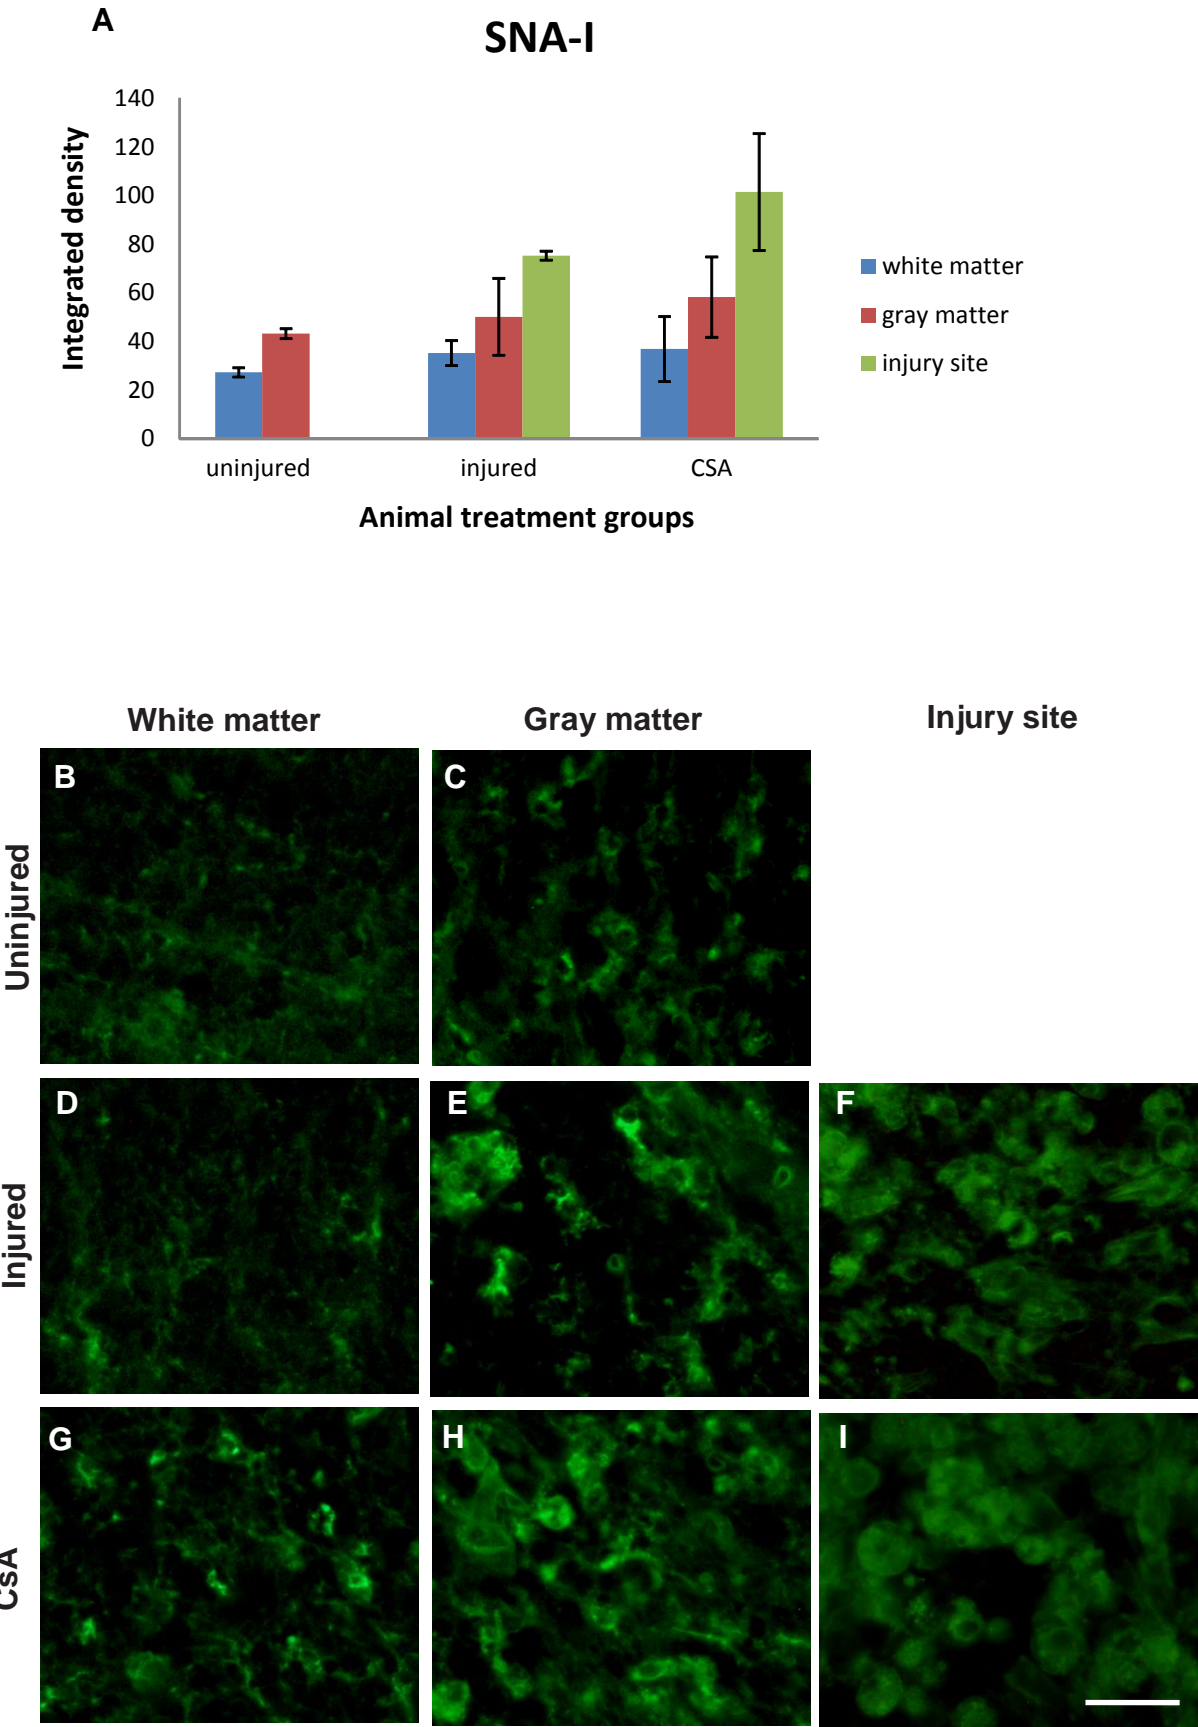 A
SNA-I
140
120
100
80
60
40
20
0
Integrated density
uninjured injured CSA
Animal treatment groups
white matter
gray matter
injury site
White matter Gray matter Injury site
Uninjured
B C
Injured
D E F
CsA
G H I